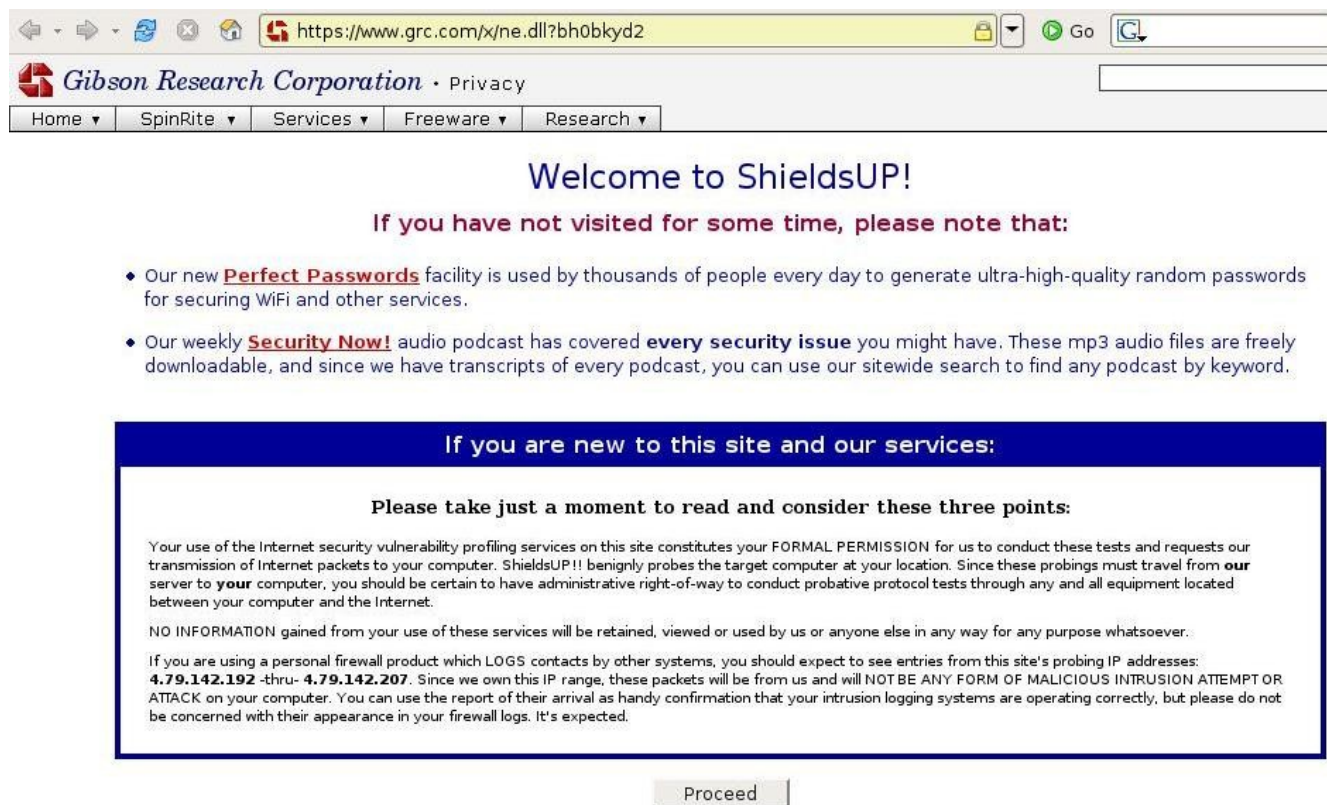 https://www.grc.com/x/ne.dll?bh0bkyd2
Go
G
Gibson Research Corporation · Privacy
Home ▾ SpinRite ▾ Services ▾ Freeware ▾ Research ▾
Welcome to ShieldsUP!
If you have not visited for some time, please note that:
• Our new Perfect Passwords facility is used by thousands of people every day to generate ultra-high-quality random passwords
for securing WiFi and other services.
• Our weekly Security Now! audio podcast has covered every security issue you might have. These mp3 audio files are freely
downloadable, and since we have transcripts of every podcast, you can use our sitewide search to find any podcast by keyword.
If you are new to this site and our services:
Please take just a moment to read and consider these three points:
Your use of the Internet security vulnerability profiling services on this site constitutes your FORMAL PERMISSION for us to conduct these tests and requests our
transmission of Internet packets to your computer. ShieldsUP!! benignly probes the target computer at your location. Since these probings must travel from our
server to your computer, you should be certain to have administrative right-of-way to conduct probative protocol tests through any and all equipment located
between your computer and the Internet.
NO INFORMATION gained from your use of these services will be retained, viewed or used by us or anyone else in any way for any purpose whatsoever.
If you are using a personal firewall product which LOGS contacts by other systems, you should expect to see entries from this site's probing IP addresses:
4.79.142.192 -thru- 4.79.142.207. Since we own this IP range, these packets will be from us and will NOT BE ANY FORM OF MALICIOUS INTRUSION ATTEMPT OR
ATTACK on your computer. You can use the report of their arrival as handy confirmation that your intrusion logging systems are operating correctly, but please do not
be concerned with their appearance in your firewall logs. It's expected.
Proceed